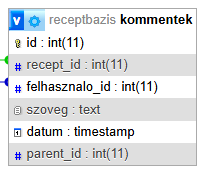 receptbazis kommentek
id : int(11)
recept_id : int(11)
felhasznalo_id : int(11)
szoveg : text
datum : timestamp
parent_id : int(11)